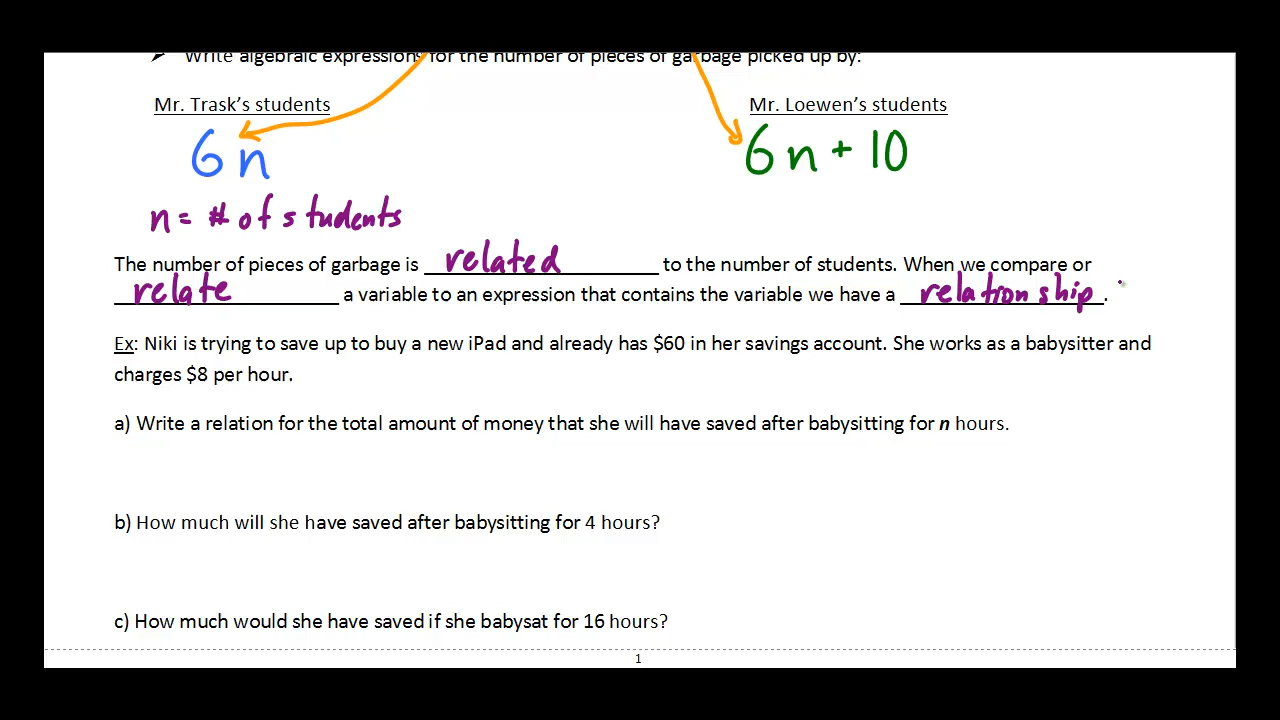 ➢ Write algebraic expressions for the number of pieces of garbage picked up by:
Mr. Trask's students Mr. Loewen's students
6n 6n + 10
n = # of students
The number of pieces of garbage is related to the number of students. When we compare or
relate a variable to an expression that contains the variable we have a relationship.
Ex: Niki is trying to save up to buy a new iPad and already has $60 in her savings account. She works as a babysitter and
charges $8 per hour.
a) Write a relation for the total amount of money that she will have saved after babysitting for n hours.
b) How much will she have saved after babysitting for 4 hours?
c) How much would she have saved if she babysat for 16 hours?
1